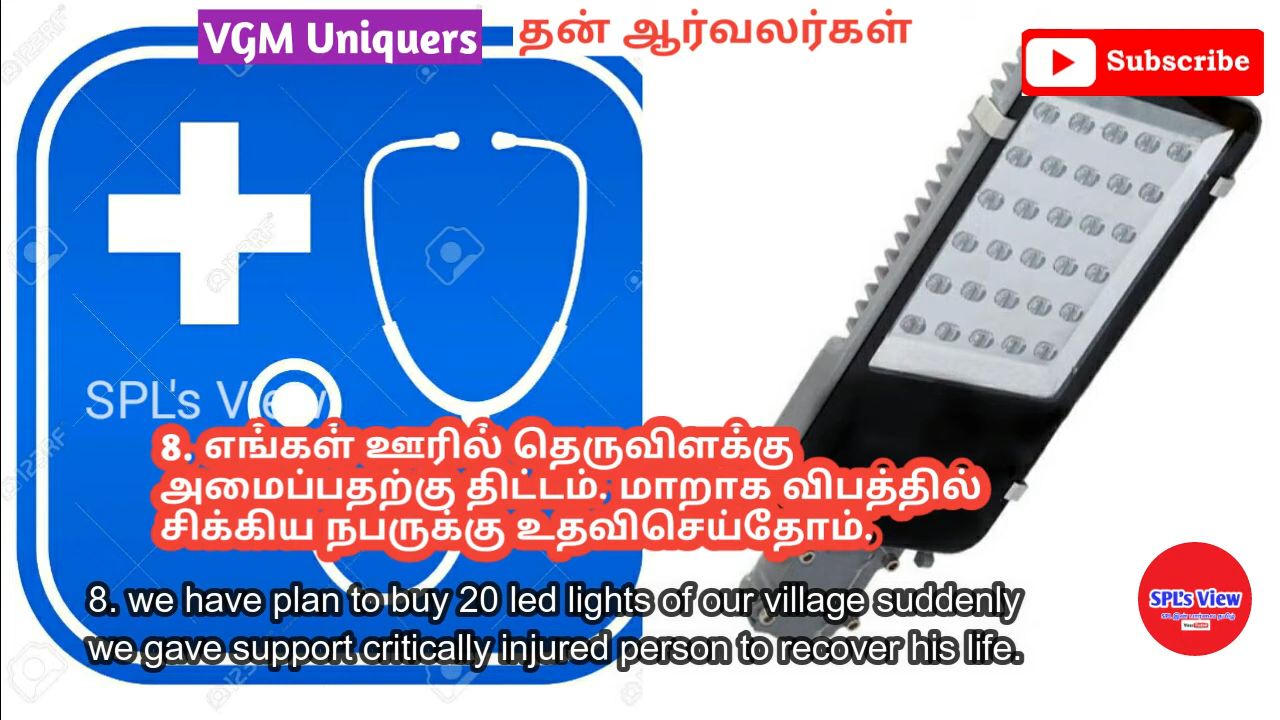 VGM Uniquers
தன் ஆர்வலர்கள்
Subscribe
SPL's View
8. எங்கள் ஊரில் தெருவிளக்கு
அமைப்பதற்கு திட்டம். மாறாக விபத்தில்
சிக்கிய நபருக்கு உதவிசெய்தோம்.
8. we have plan to buy 20 led lights of our village suddenly
we gave support critically injured person to recover his life.
SPL's View
YouTube
123RF